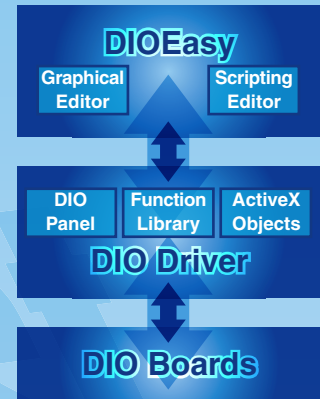 DIOEasy
Graphical
Editor
Scripting
Editor
DIO
Panel
Function
Library
ActiveX
Objects
DIO Driver
DIO Boards